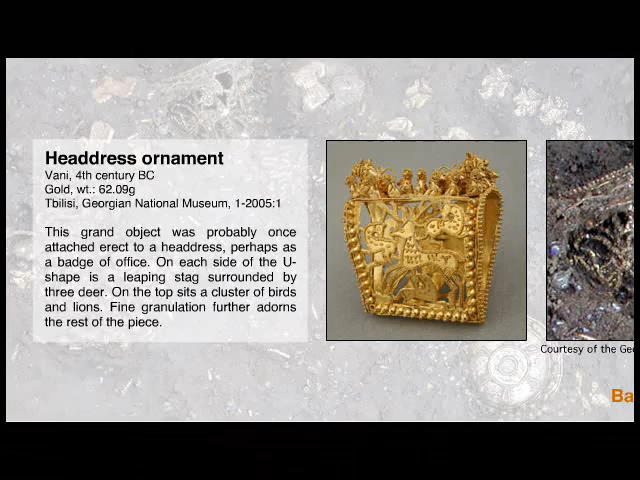 Headdress ornament
Vani, 4th century BC
Gold, wt.: 62.09g
Tbilisi, Georgian National Museum, 1-2005:1
This grand object was probably once
attached erect to a headdress, perhaps as
a badge of office. On each side of the U-
shape is a leaping stag surrounded by
three deer. On the top sits a cluster of birds
and lions. Fine granulation further adorns
the rest of the piece.
Courtesy of the Geo
Ba